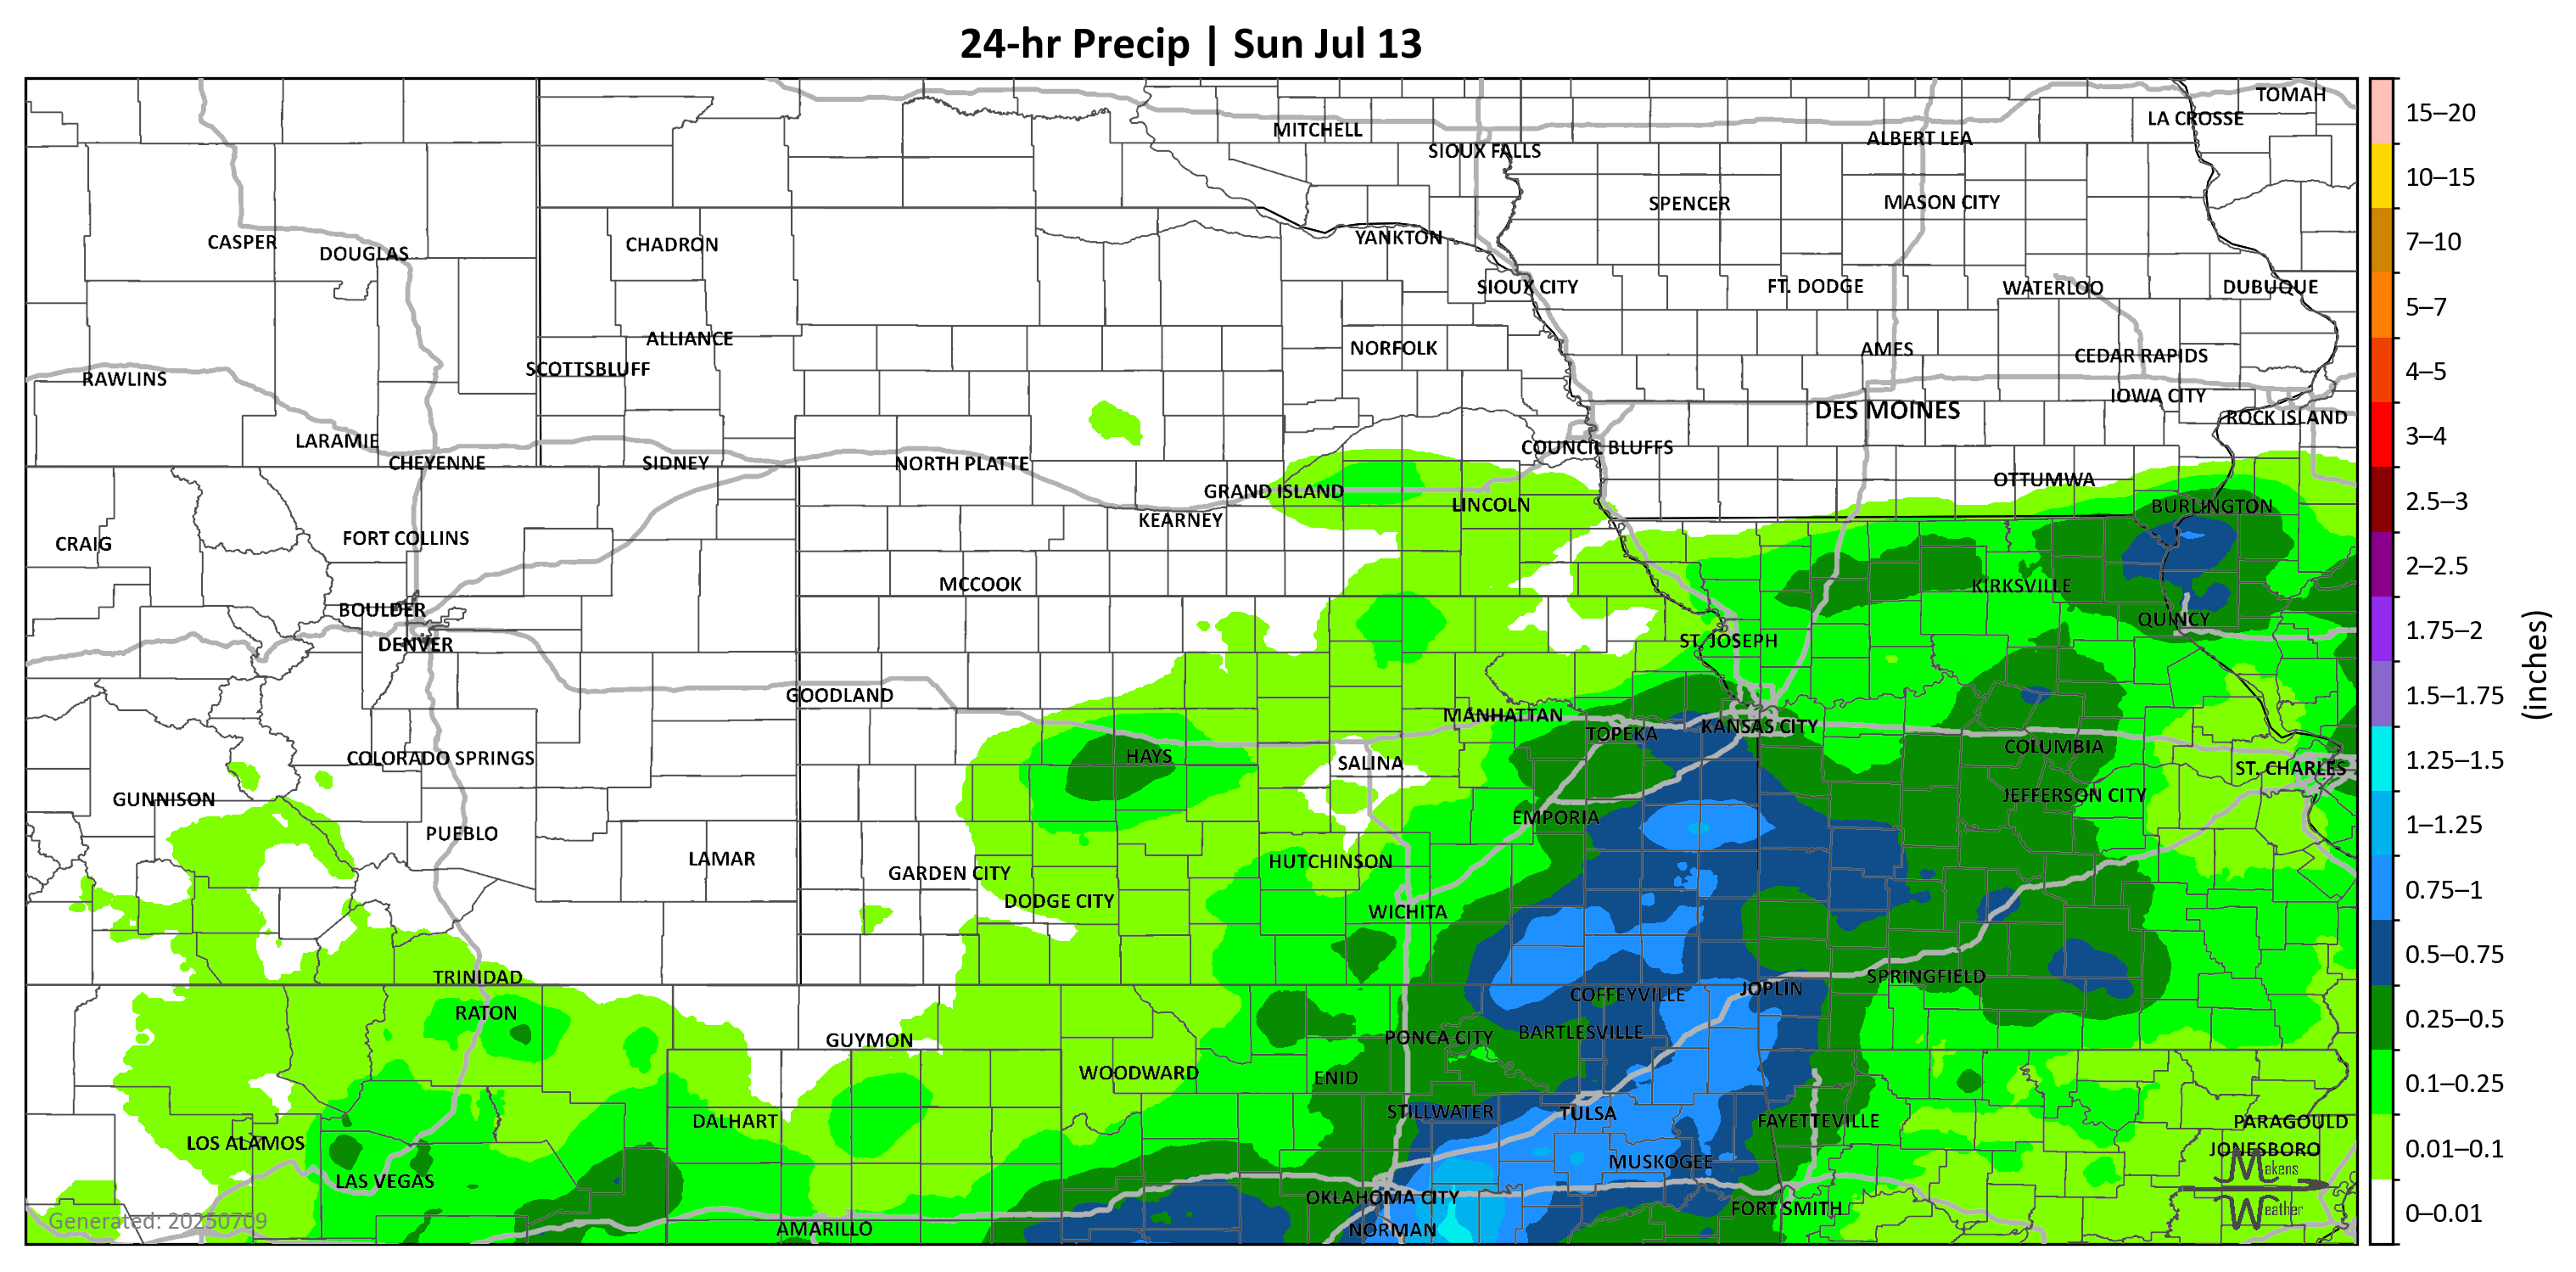 24-hr Precip | Sun Jul 13
TOMAH
LA CROSSE
MITCHELL
ALBERT LEA
SIOUX FALLS
SPENCER
MASON CITY
CASPER
DOUGLAS
CHADRON
YANKTON
SIOUX CITY
FT. DODGE
WATERLOO
DUBUQUE
ALLIANCE
NORFOLK
AMES
CEDAR RAPIDS
SCOTTSBLUFF
RAWLINS
IOWA CITY
DES MOINES
ROCK ISLAND
LARAMIE
COUNCIL BLUFFS
CHEYENNE
SIDNEY
NORTH PLATTE
OTTUMWA
GRAND ISLAND
LINCOLN
BURLINGTON
KEARNEY
FORT COLLINS
CRAIG
MCCOOK
KIRKSVILLE
BOULDER
QUINCY
DENVER
ST. JOSEPH
GOODLAND
MANHATTAN
KANSAS CITY
TOPEKA
COLUMBIA
COLORADO SPRINGS
HAYS
SALINA
ST. CHARLES
GUNNISON
JEFFERSON CITY
EMPORIA
PUEBLO
LAMAR
HUTCHINSON
GARDEN CITY
DODGE CITY
WICHITA
TRINIDAD
SPRINGFIELD
JOPLIN
COFFEYVILLE
RATON
BARTLESVILLE
PONCA CITY
GUYMON
WOODWARD
ENID
STILLWATER
TULSA
DALHART
FAYETTEVILLE
PARAGOULD
LOS ALAMOS
JONESBORO
MUSKOGEE
LAS VEGAS
OKLAHOMA CITY
FORT SMITH
AMARILLO
NORMAN
Makens
Weather
Generated: 20250709
15–20
10–15
7–10
5–7
4–5
3–4
2.5–3
2–2.5
1.75–2
1.5–1.75
1.25–1.5
1–1.25
0.75–1
0.5–0.75
0.25–0.5
0.1–0.25
0.01–0.1
0–0.01
(inches)